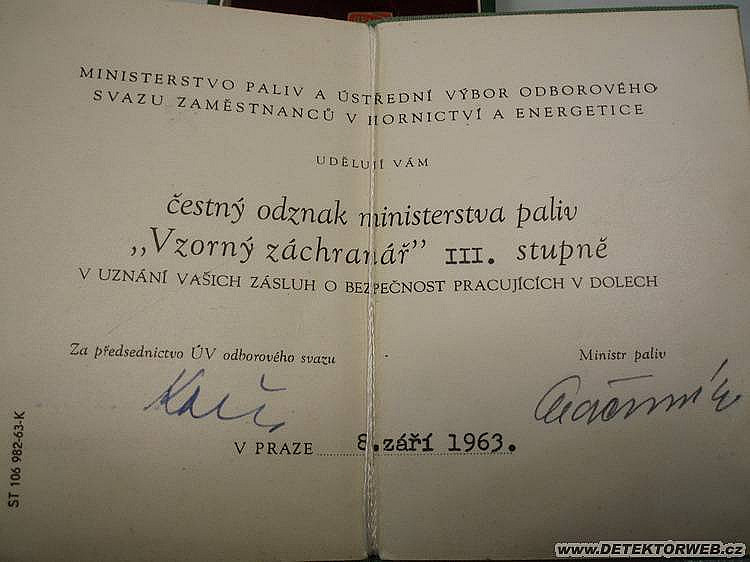 MINISTERSTVO PALIV A ÚSTŘEDNÍ VÝBOR ODBOROVÉHO
SVAZU ZAMĚSTNANCŮ V HORNICTVÍ A ENERGETICE
UDĚLUJÍ VÁM
čestný odznak ministerstva paliv
„Vzorný záchranář" III. stupně
V UZNÁNÍ VAŠICH ZÁSLUH O BEZPEČNOST PRACUJÍCÍCH V DOLECH
Za předsednictvo ÚV odborového svazu
Ministr paliv
V PRAZE 8. září 1963.
ST 106 982-63-K
www.DETEKTORWEB.cz